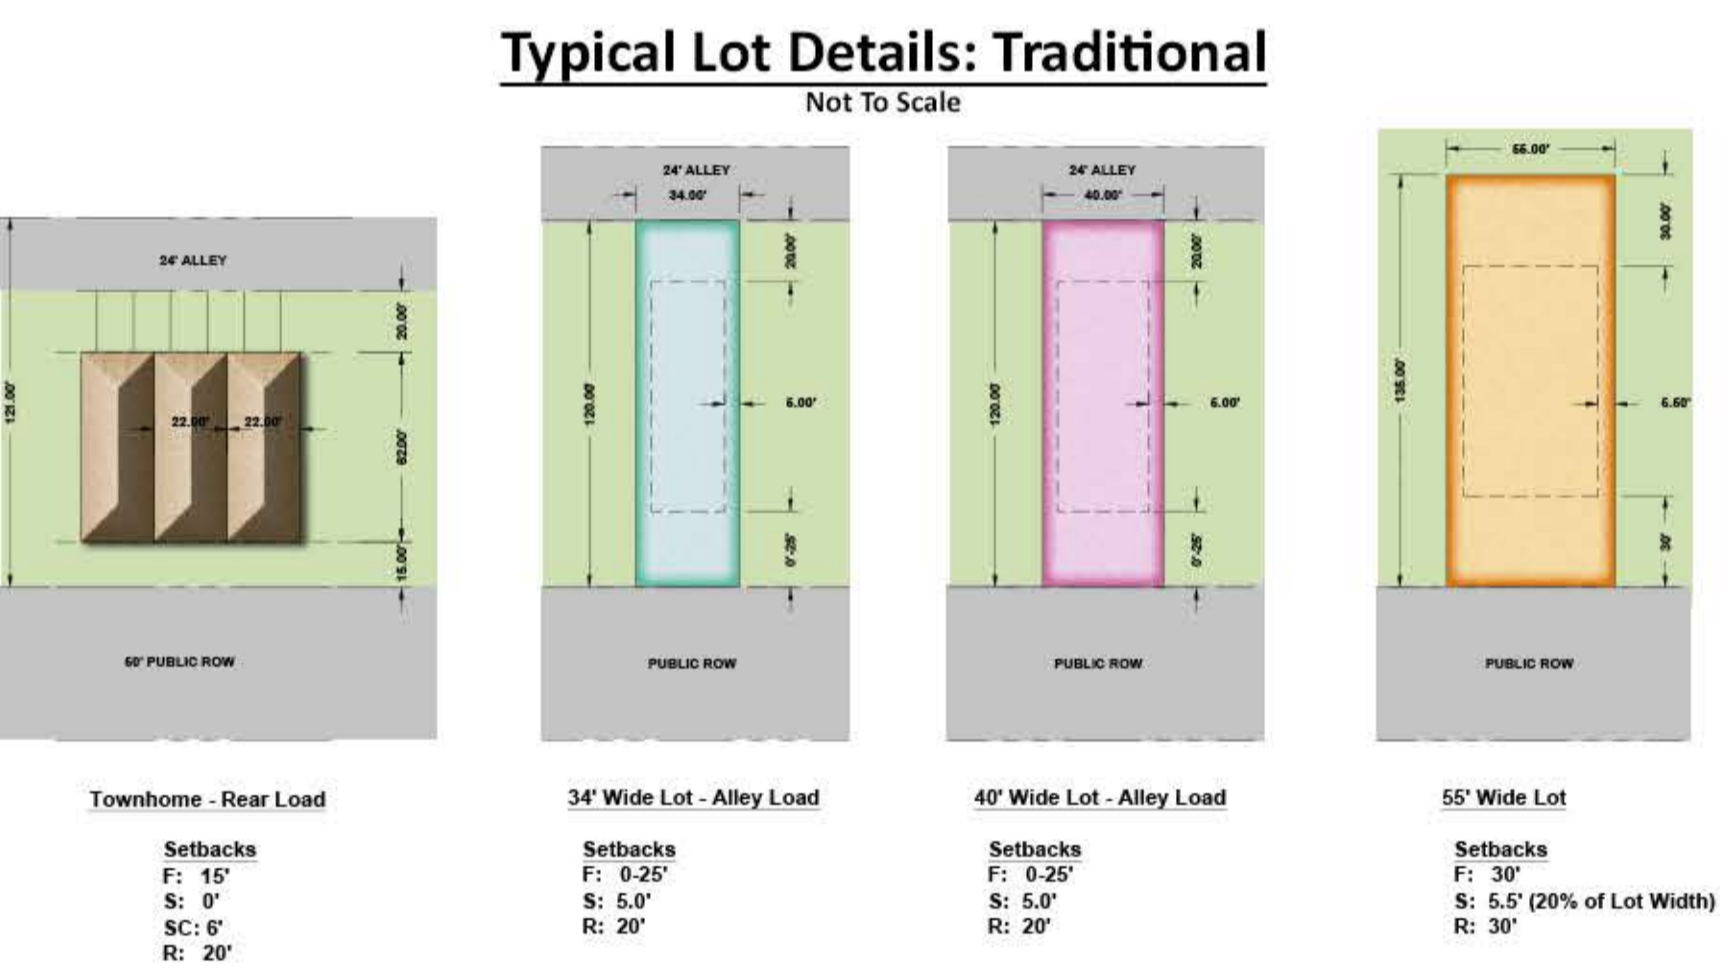 Typical Lot Details: Traditional
Not To Scale
24' ALLEY
121.00'
20.00'
22.00'
22.00'
62.00'
15.00'
60' PUBLIC ROW
Townhome - Rear Load
Setbacks
F: 15'
S: 0'
SC: 6'
R: 20'
24' ALLEY
34.00'
20.00'
120.00'
5.00'
0'-25'
PUBLIC ROW
34' Wide Lot - Alley Load
Setbacks
F: 0-25'
S: 5.0'
R: 20'
24' ALLEY
40.00'
20.00'
120.00'
5.00'
0'-25'
PUBLIC ROW
40' Wide Lot - Alley Load
Setbacks
F: 0-25'
S: 5.0'
R: 20'
55.00'
30.00'
135.00'
5.50'
30'
PUBLIC ROW
55' Wide Lot
Setbacks
F: 30'
S: 5.5' (20% of Lot Width)
R: 30'